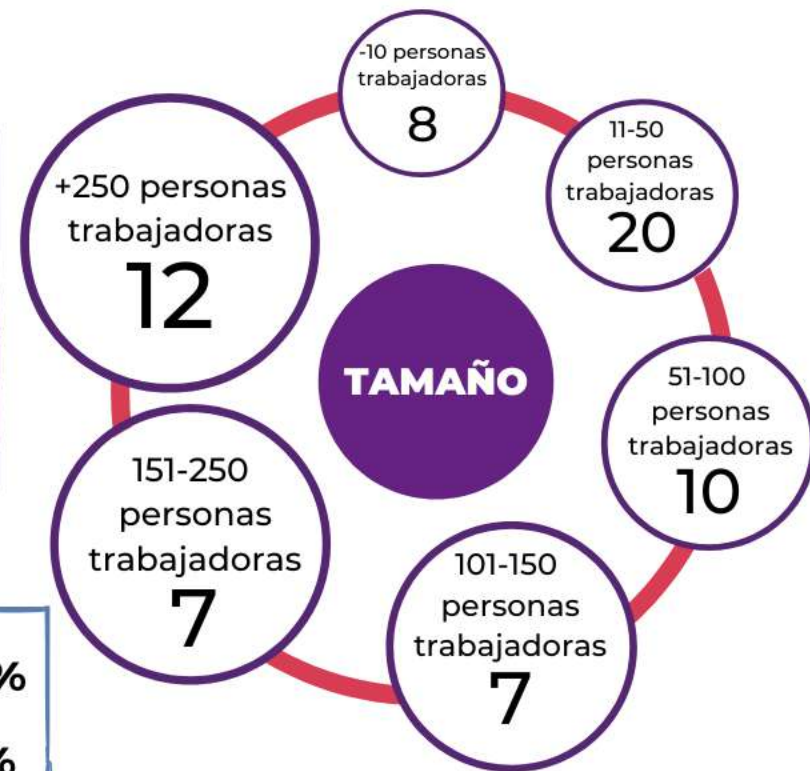 -10 personas
trabajadoras
8
11-50
personas
trabajadoras
20
+250 personas
trabajadoras
12
TAMAÑO
51-100
personas
trabajadoras
10
151-250
personas
trabajadoras
7
101-150
personas
trabajadoras
7
%
%